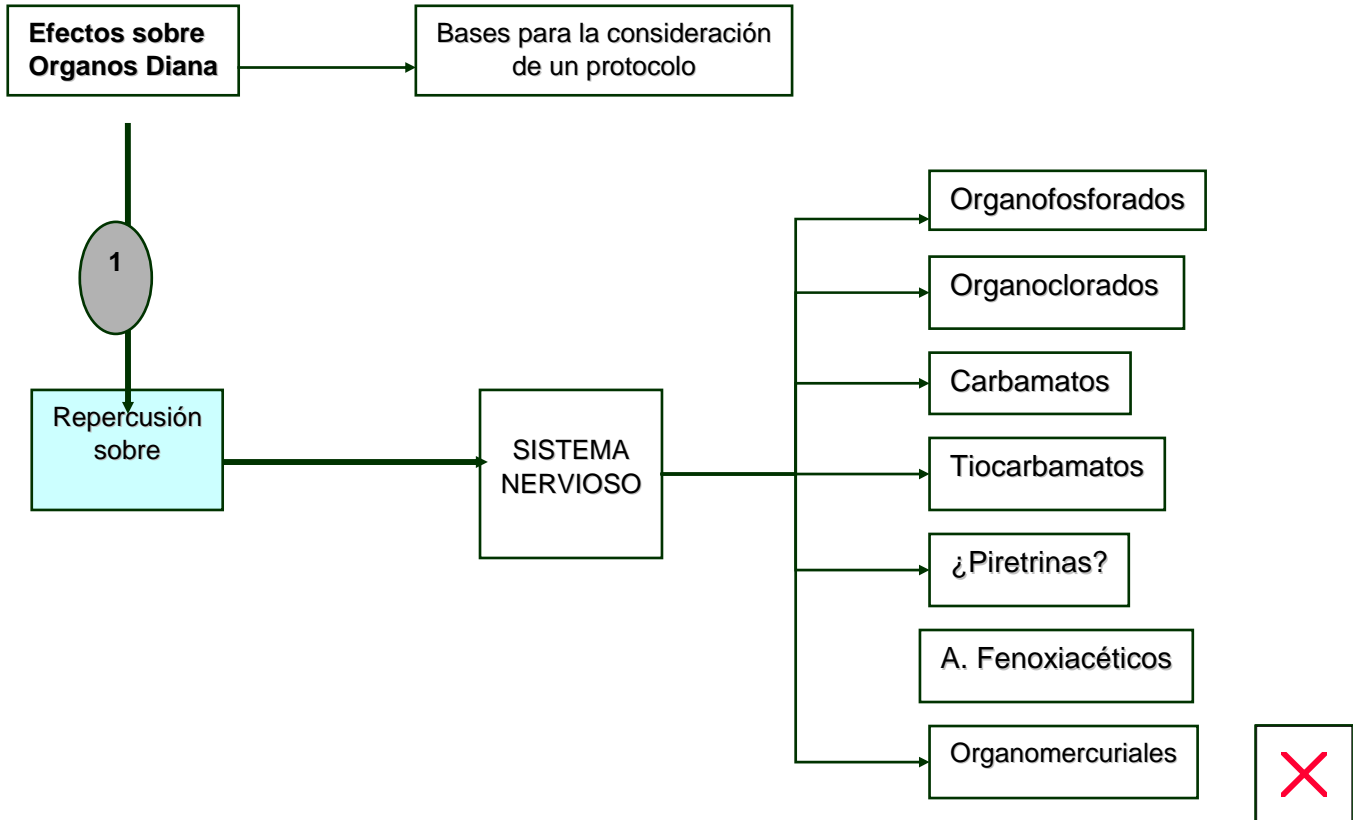 Efectos sobre
Organos Diana
Bases para la consideración
de un protocolo
1
Repercusión
sobre
SISTEMA
NERVIOSO
Organofosforados
Organoclorados
Carbamatos
Tiocarbamatos
¿Piretrinas?
A. Fenoxiacéticos
Organomercuriales